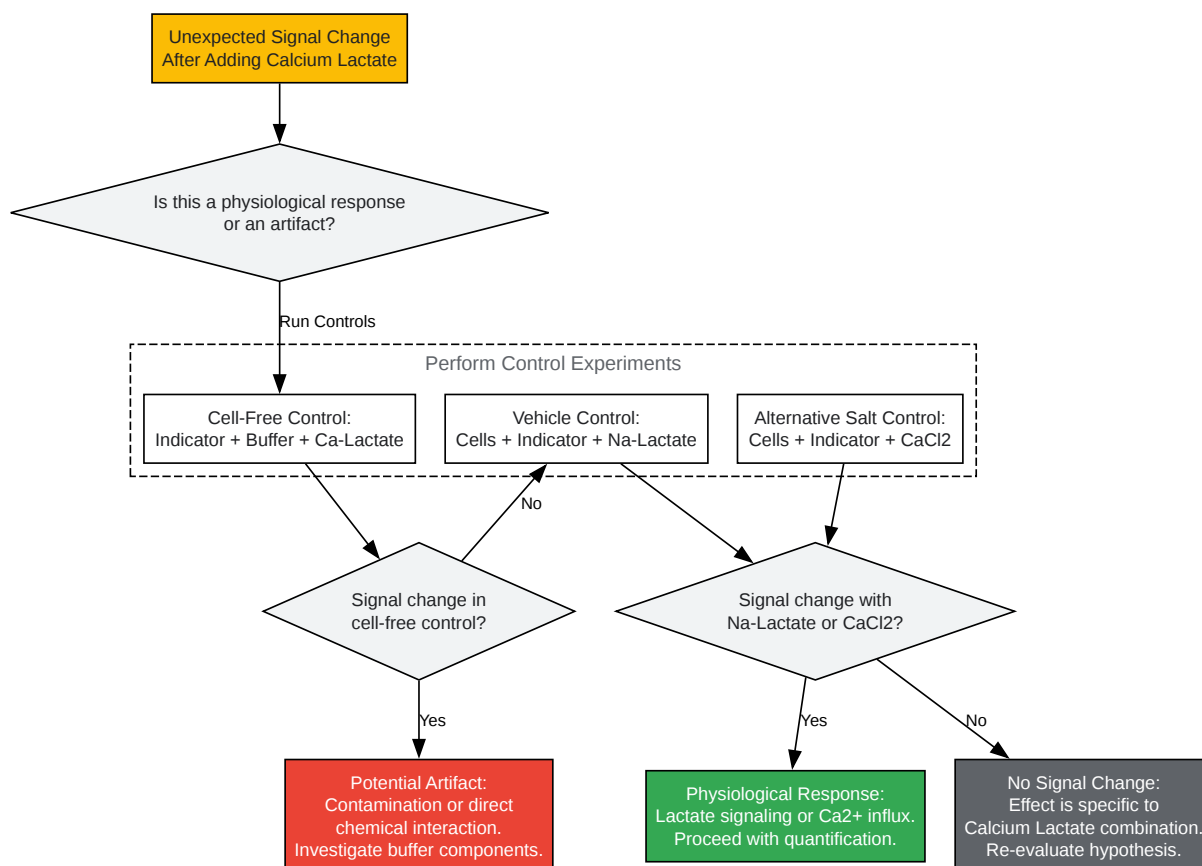 Unexpected Signal Change
After Adding Calcium Lactate
Is this a physiological response
or an artifact?
Run Controls
Perform Control Experiments
Cell-Free Control:
Indicator + Buffer + Ca-Lactate
Vehicle Control:
Cells + Indicator + Na-Lactate
Alternative Salt Control:
Cells + Indicator + CaCl2
No
Signal change in
cell-free control?
Signal change with
Na-Lactate or CaCl2?
Yes
Yes
No
Potential Artifact:
Contamination or direct
chemical interaction.
Investigate buffer components.
Physiological Response:
Lactate signaling or Ca2+ influx.
Proceed with quantification.
No Signal Change:
Effect is specific to
Calcium Lactate combination.
Re-evaluate hypothesis.